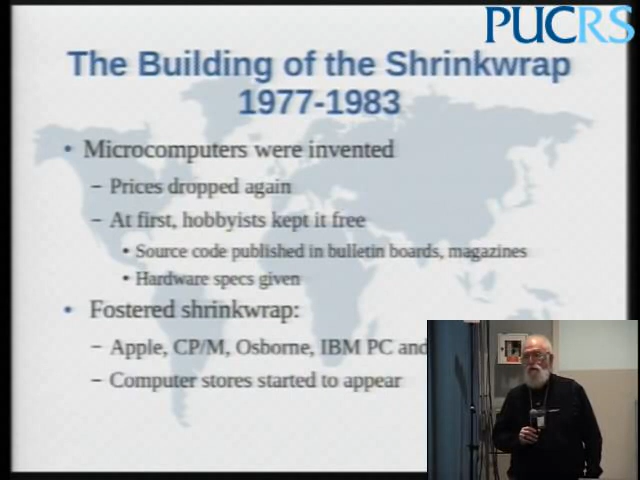 PUCRS
The Building of the Shrinkwrap
1977-1983
• Microcomputers were invented
– Prices dropped again
– At first, hobbyists kept it free
• Source code published in bulletin boards, magazines
• Hardware specs given
• Fostered shrinkwrap:
– Apple, CP/M, Osborne, IBM PC and
– Computer stores started to appear